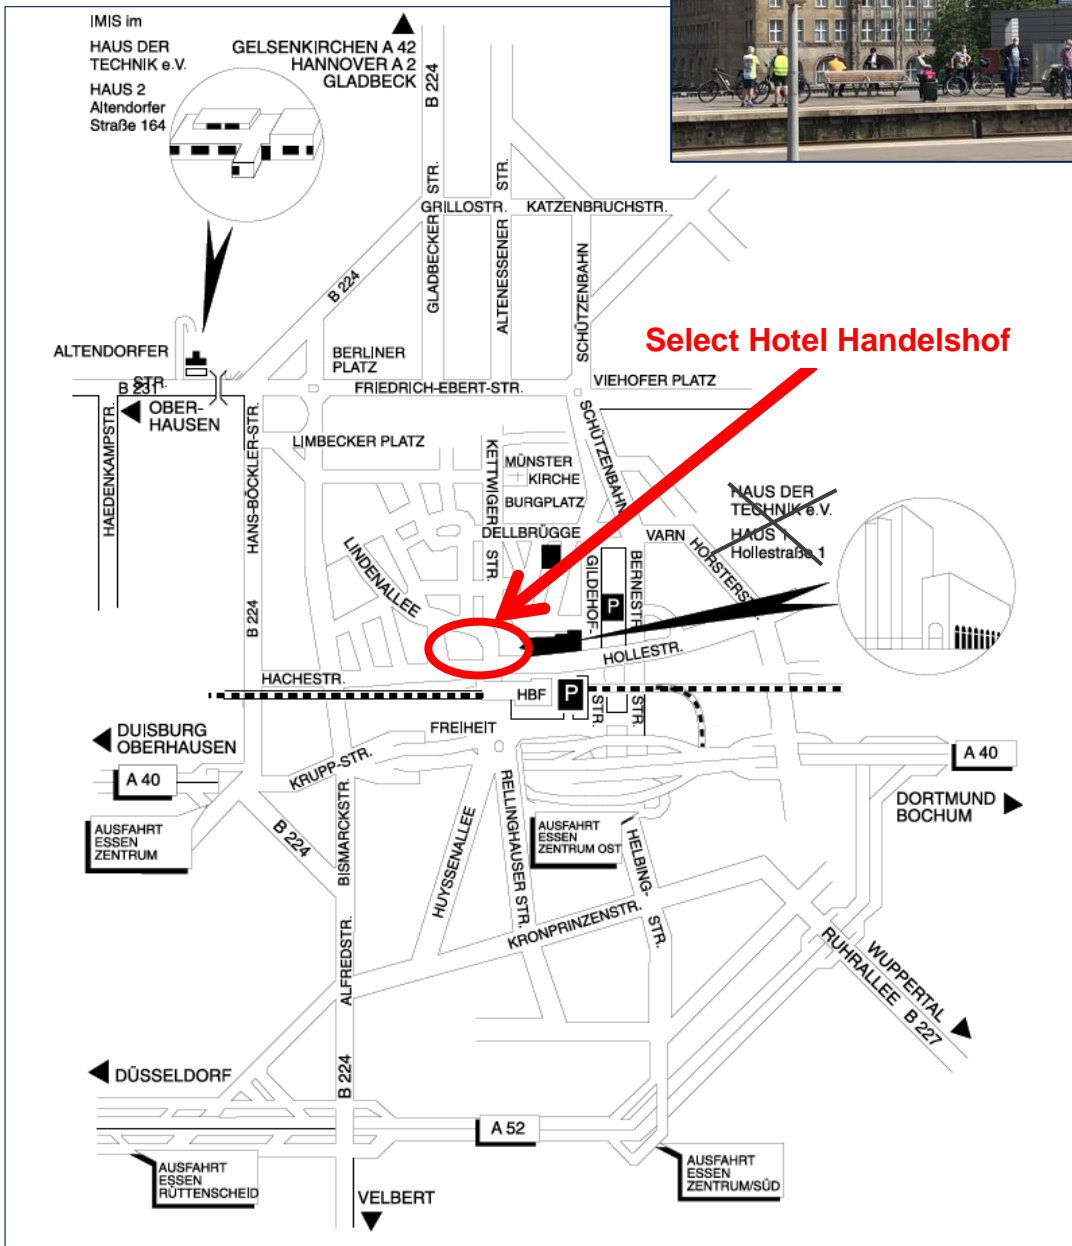 IMIS im
HAUS DER
TECHNIK e.V.
HAUS 2
Altendorfer
Straße 164
GELSENKIRCHEN A 42
HANNOVER A 2
GLADBECK
B 224
GLADBECKER STR.
ALTENESSENER STR.
GRILLOSTR.
KATZENBRUCHSTR.
SCHÜTZENBAHN
B 224
Select Hotel Handelshof
ALTENDORFER
STR.
B 231
OBER-
HAUSEN
BERLINER
PLATZ
FRIEDRICH-EBERT-STR.
VIEHOFER PLATZ
HAEDENKAMPSTR.
HANS-BÖCKLER-STR.
B 224
LIMBECKER PLATZ
KETTWIGER
STR.
MÜNSTER
KIRCHE
BURGPLATZ
SCHÜTZENBAHN
DELLBRÜGGE
VARN
HORSTERSTR.
HAUS DER
TECHNIK e.V.
HAUS 1
Hollestraße 1
LINDENALLEE
GILDEHOF-
STR.
BERNESTR.
STR.
P
HOLLESTR.
HACHESTR.
HBF
P
FREIHEIT
DUISBURG
OBERHAUSEN
A 40
KRUPP-STR.
A 40
DORTMUND
BOCHUM
AUSFAHRT
ESSEN
ZENTRUM
B 224
BISMARCKSTR.
HUYSSENALLEE
RELLINGHAUSER STR.
AUSFAHRT
ESSEN
ZENTRUM OST
HELBING-
STR.
KRONPRINZENSTR.
ALFREDSTR.
WUPPERTAL
RUHRALLEE B 227
DÜSSELDORF
B 224
A 52
AUSFAHRT
ESSEN
RÜTTENSCHEID
VELBERT
AUSFAHRT
ESSEN
ZENTRUM/SÜD